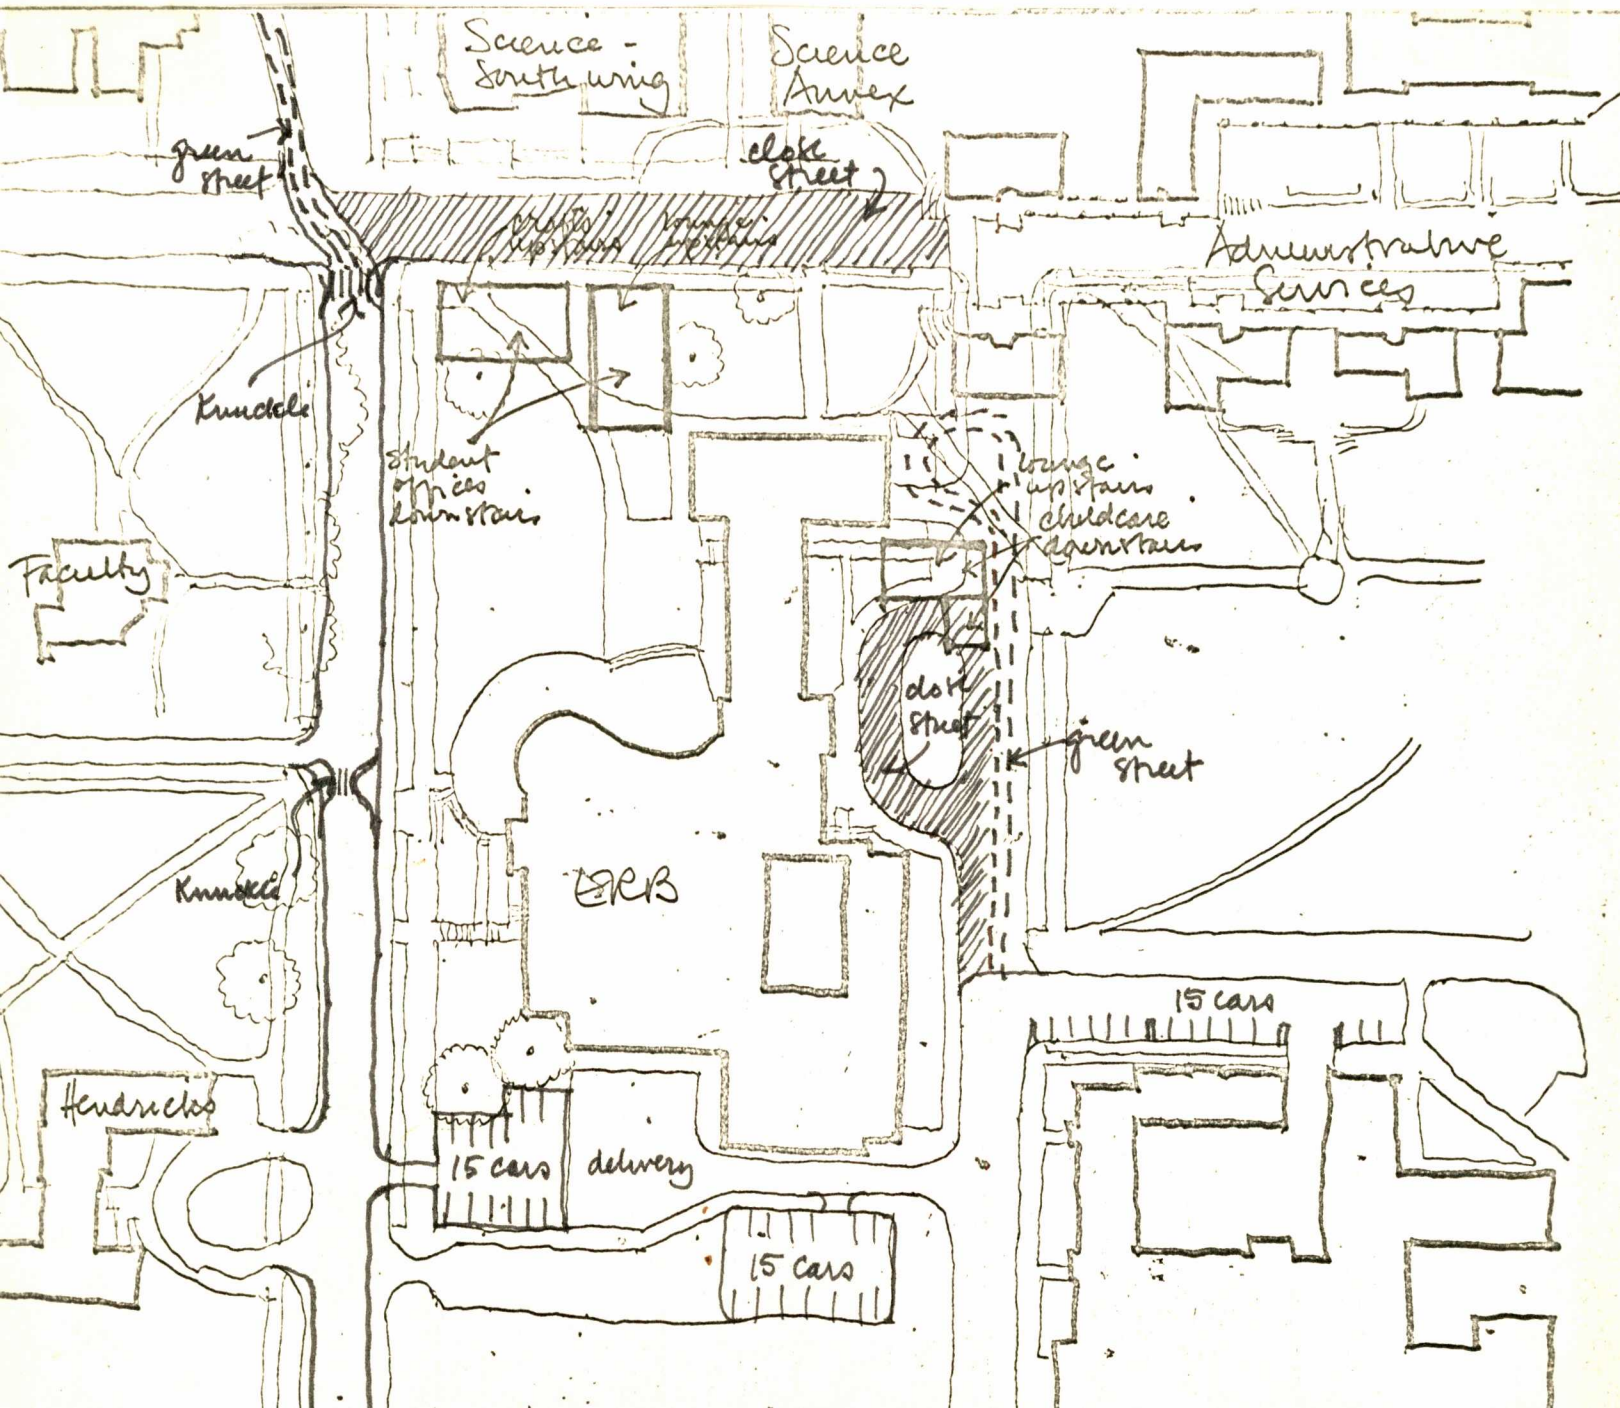 Science -
South wing
Science
Annex
green
street
close
street
crafts
upstairs
lounge
upstairs
Administrative
Services
Knuckle
Student
offices
downstairs
lounge
upstairs
childcare
downstairs
Faculty
close
street
green
street
Knuckle
ERB
15 cars
Hendricks
15 cars
delivery
15 cars